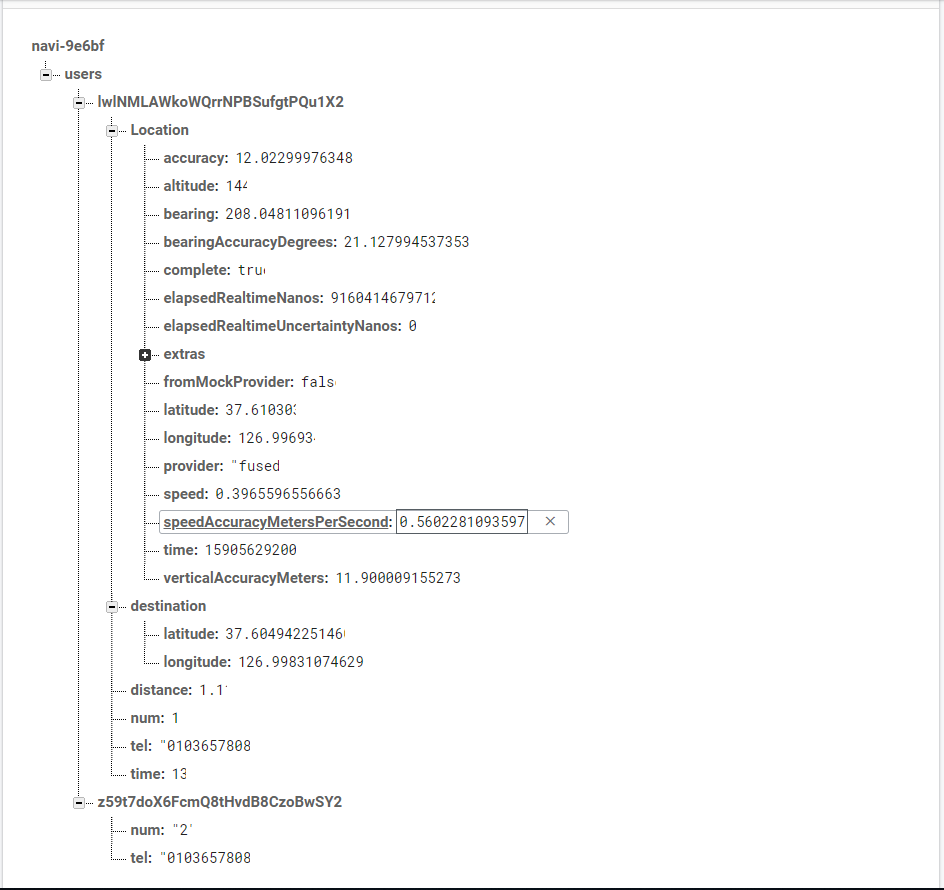 navi-9e6bf
users
lwlNMLAWkoWQrrNPBSufgtPQu1X2
Location
accuracy: 12.02299976348
altitude: 144
bearing: 208.04811096191
bearingAccuracyDegrees: 21.127994537353
complete: true
elapsedRealtimeNanos: 9160414679712
elapsedRealtimeUncertaintyNanos: 0
extras
fromMockProvider: fals
latitude: 37.610303
longitude: 126.99693
provider: "fused
speed: 0.3965596556663
speedAccuracyMetersPerSecond: 0.5602281093597 ×
time: 15905629200
verticalAccuracyMeters: 11.900009155273
destination
latitude: 37.6049422514６
longitude: 126.99831074629
distance: 1.1
num: 1
tel: "0103657808
time: 13
z59t7doX6FcmQ8tHvdB8CzoBwSY2
num: "2"
tel: "0103657808